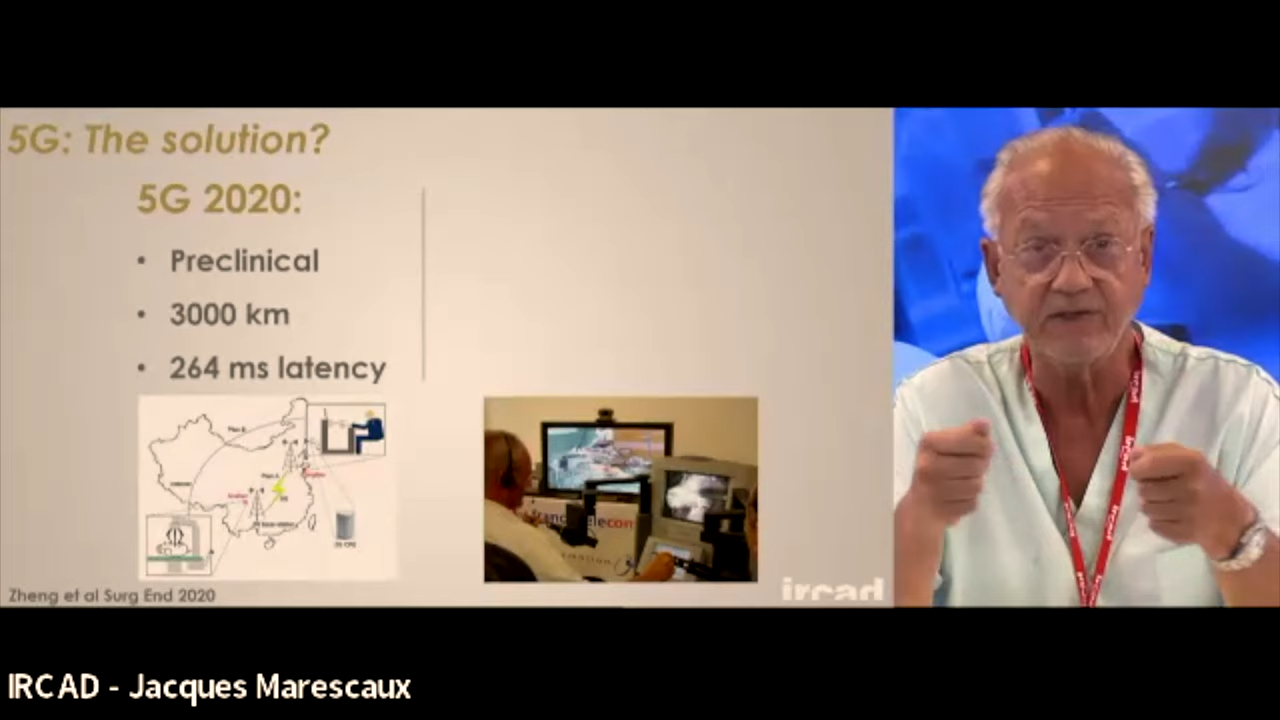 5G: The solution?
5G 2020:
• Preclinical
• 3000 km
• 264 ms latency
Zheng et al Surg End 2020
ircad
IRCAD - Jacques Marescaux